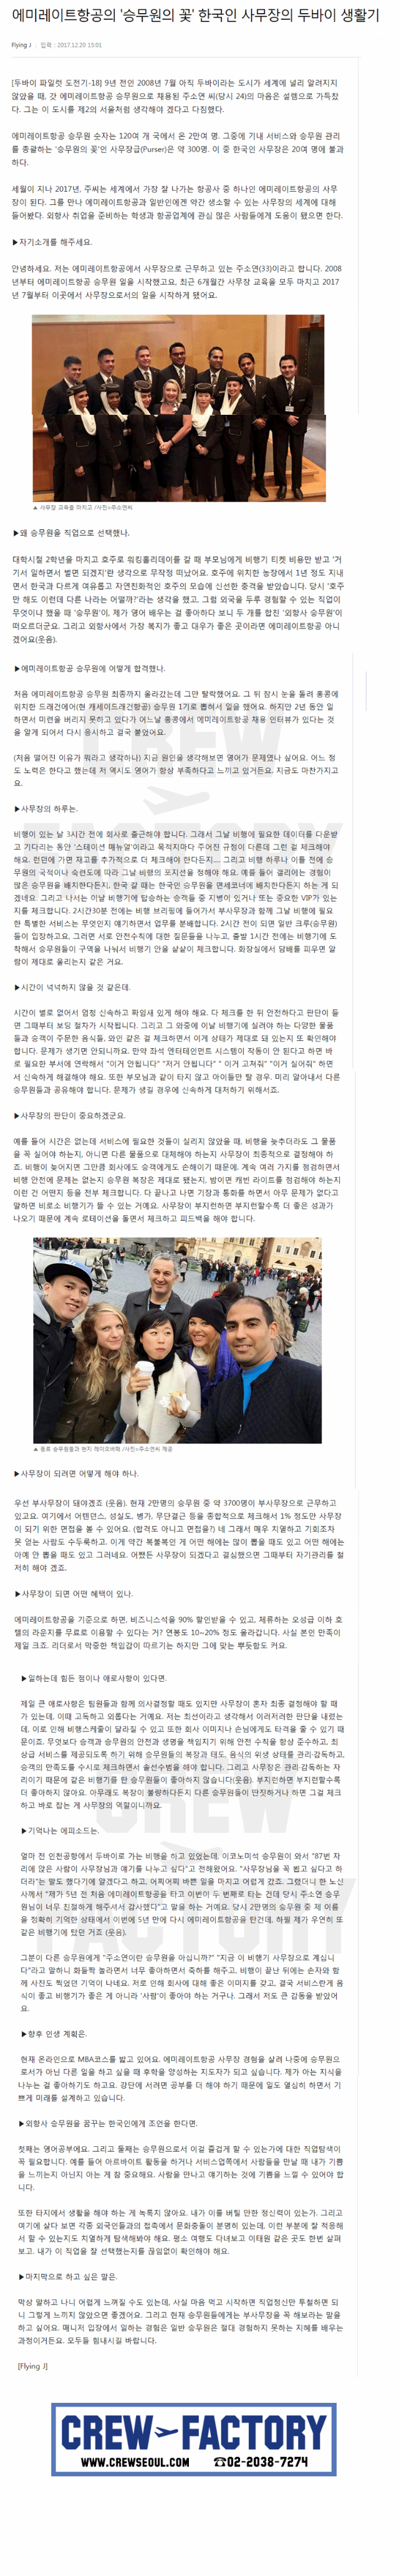 에미레이트항공의 '승무원의 꽃' 한국인 사무장의 두바이 생활기
Flying J | 입력 : 2017.12.20 15:01
[두바이 파일럿 도전기-18] 9년 전인 2008년 7월 아직 두바이라는 도시가 세계에 널리 알려지지
않았을 때, 갓 에미레이트항공 승무원으로 채용된 주소연 씨(당시 24)의 마음은 설렘으로 가득찼
다. 그는 이 도시를 제2의 서울처럼 생각해야 겠다고 다짐했다.
에미레이트항공 승무원 숫자는 120여 개 국에서 온 2만여 명. 그중에 기내 서비스와 승무원 관리
를 총괄하는 '승무원의 꽃'인 사무장급(Purser)은 약 300명. 이 중 한국인 사무장은 20여 명에 불과
하다.
세월이 지나 2017년, 주씨는 세계에서 가장 잘 나가는 항공사 중 하나인 에미레이트항공의 사무
장이 된다. 그를 만나 에미레이트항공과 일반인에겐 약간 생소할 수 있는 사무장의 세계에 대해
들어봤다. 외항사 취업을 준비하는 학생과 항공업계에 관심 많은 사람들에게 도움이 됐으면 한다.
▶자기소개를 해주세요.
안녕하세요. 저는 에미레이트항공에서 사무장으로 근무하고 있는 주소연(33)이라고 합니다. 2008
년부터 에미레이트항공 승무원 일을 시작했고요, 최근 6개월간 사무장 교육을 모두 마치고 2017
년 7월부터 이곳에서 사무장으로서의 일을 시작하게 됐어요.
▲ 사무장 교육을 마치고 /사진=주소연씨
▶왜 승무원을 직업으로 선택했나.
대학시절 2학년을 마치고 호주로 워킹홀리데이를 갈 때 부모님에게 비행기 티켓 비용만 받고 '거
기서 일하면서 벌면 되겠지'란 생각으로 무작정 떠났어요. 호주에 위치한 농장에서 1년 정도 지내
면서 한국과 다르게 여유롭고 자연친화적인 호주의 모습에 신선한 충격을 받았습니다. 당시 '호주
만 해도 이런데 다른 나라는 어떨까?'라는 생각을 했고, 그럼 외국을 두루 경험할 수 있는 직업이
무엇이냐 했을 때 '승무원'이, 제가 영어 배우는 걸 좋아하다 보니 두 개를 합친 '외항사 승무원'이
떠오르더군요. 그리고 외항사에서 가장 복지가 좋고 대우가 좋은 곳이라면 에미레이트항공 아니
겠어요(웃음).
▶에미레이트항공 승무원에 어떻게 합격했나.
처음 에미레이트항공 승무원 최종까지 올라갔는데 그만 탈락했어요. 그 뒤 잠시 눈을 돌려 홍콩에
위치한 드래건에어(현 캐세이드래건항공) 승무원 1기로 뽑혀서 일을 했어요. 하지만 2년 동안 일
하면서 미련을 버리지 못하고 있다가 어느날 홍콩에서 에미레이트항공 채용 인터뷰가 있다는 것
을 알게 되어서 다시 응시하고 결국 붙었어요.
(처음 떨어진 이유가 뭐라고 생각하나) 지금 원인을 생각해보면 영어가 문제였나 싶어요. 어느 정
도 노력은 한다고 했는데 저 역시도 영어가 항상 부족하다고 느끼고 있거든요. 지금도 마찬가지고
요.
▶사무장의 하루는.
비행이 있는 날 3시간 전에 회사로 출근해야 합니다. 그래서 그날 비행에 필요한 데이터를 다운받
고 기다리는 동안 '스테이션 매뉴얼'이라고 목적지마다 주어진 규정이 다른데 그런 걸 체크해야
해요. 런던에 가면 재고를 추가적으로 더 체크해야 한다든지… 그리고 비행 하루나 이틀 전에 승
무원의 국적이나 숙련도에 따라 그날 비행의 포지션을 정해야 해요. 예를 들어 갤리에는 경험이
많은 승무원을 배치한다든지, 한국 갈 때는 한국인 승무원을 면세코너에 배치한다든지 하는 게 되
겠네요. 그리고 나서는 이날 비행기에 탑승하는 승객들 중 지병이 있거나 또는 중요한 VIP가 있는
지를 체크합니다. 2시간30분 전에는 비행 브리핑에 들어가서 부사무장과 함께 그날 비행에 필요
한 특별한 서비스는 무엇인지 얘기하면서 업무를 분배합니다. 2시간 전이 되면 일반 크루(승무원)
들이 입장하고요, 그러면 서로 안전수칙에 대한 질문들을 나누고, 출발 1시간 전에는 비행기에 도
착해서 승무원들이 구역을 나눠서 비행기 안을 샅샅이 체크합니다. 화장실에서 담배를 피우면 알
람이 제대로 울리는지 같은 거요.
▶시간이 넉넉하지 않을 것 같은데.
시간이 별로 없어서 엄청 신속하고 짜임새 있게 해야 해요. 다 체크를 한 뒤 안전하다고 판단이 들
면 그때부터 보딩 절차가 시작됩니다. 그리고 그 와중에 이날 비행기에 실려야 하는 다양한 물품
들과 승객이 주문한 음식들, 와인 같은 걸 체크하면서 이게 상태가 제대로 돼 있는지 또 확인해야
합니다. 문제가 생기면 안되니까요. 만약 좌석 엔터테인먼트 시스템이 작동이 안 된다고 하면 바
로 필요한 부서에 연락해서 "이거 안됩니다" "저거 안됩니다" " 이거 고쳐줘" "이거 실어줘" 하면
서 신속하게 해결해야 해요. 또한 부모님과 같이 타지 않고 아이들만 탈 경우. 미리 알아내서 다른
승무원들과 공유해야 합니다. 문제가 생길 경우에 신속하게 대처하기 위해서죠.
▶사무장의 판단이 중요하겠군요.
예를 들어 시간은 없는데 서비스에 필요한 것들이 실리지 않았을 때, 비행을 늦추더라도 그 물품
을 꼭 실어야 하는지, 아니면 다른 물품으로 대체해야 하는지 사무장이 최종적으로 결정해야 하
죠. 비행이 늦어지면 그만큼 회사에도 승객에게도 손해이기 때문에. 계속 여러 가지를 점검하면서
비행 안전에 문제는 없는지 승무원 복장은 제대로 됐는지, 밤이면 캐빈 라이트를 점검해야 하는지
이런 건 어떤지 등을 전부 체크합니다. 다 끝나고 나면 기장과 통화를 하면서 아무 문제가 없다고
말하면 비로소 비행기가 뜰 수 있는 거예요. 사무장이 부지런하면 부지런할수록 더 좋은 성과가
나오기 때문에 계속 로테이션을 돌면서 체크하고 피드백을 해야 합니다.
▲ 동료 승무원들과 현지 레이오버때 /사진=주소연씨 제공
▶사무장이 되려면 어떻게 해야 하나.
우선 부사무장이 돼야겠죠 (웃음). 현재 2만명의 승무원 중 약 3700명이 부사무장으로 근무하고
있고요. 여기에서 어텐던스, 성실도, 병가, 무단결근 등을 종합적으로 체크해서 1% 정도만 사무장
이 되기 위한 면접을 볼 수 있어요. (합격도 아니고 면접을?) 네 그래서 매우 치열하고 기회조차
못 얻는 사람도 수두룩하고. 이게 약간 복불복인 게 어떤 해에는 많이 뽑을 때도 있고 어떤 해에는
아예 안 뽑을 때도 있고 그러네요. 어쨌든 사무장이 되겠다고 결심했으면 그때부터 자기관리를 철
저히 해야 겠죠.
▶사무장이 되면 어떤 혜택이 있나.
에미레이트항공을 기준으로 하면, 비즈니스석을 90% 할인받을 수 있고, 제휴하는 오성급 이하 호
텔의 라운지를 무료로 이용할 수 있다는 거? 연봉도 10~20% 정도 올라갑니다. 사실 본인 만족이
제일 크죠. 리더로서 막중한 책임감이 따르기는 하지만 그에 맞는 뿌듯함도 커요.
▶일하는데 힘든 점이나 애로사항이 있다면.
제일 큰 애로사항은 팀원들과 함께 의사결정할 때도 있지만 사무장이 혼자 최종 결정해야 할 때
가 있는데, 이때 고독하고 외롭다는 거예요. 저는 최선이라고 생각해서 이러저러한 판단을 내렸는
데, 이로 인해 비행스케줄이 달라질 수 있고 또한 회사 이미지나 손님에게도 타격을 줄 수 있기 때
문이죠. 무엇보다 승객과 승무원의 안전과 생명을 책임지기 위해 안전 수칙을 항상 준수하고, 최
상급 서비스를 제공되도록 하기 위해 승무원들의 복장과 태도, 음식의 위생 상태를 관리·감독하고,
승객의 만족도를 수시로 체크하면서 솔선수범을 해야 합니다. 그리고 사무장은 관리·감독하는 자
리이기 때문에 같은 비행기를 탄 승무원들이 좋아하지 않습니다(웃음). 부지런하면 부지런할수록
더 좋아하지 않아요. 아무래도 복장이 불량하다든지 다른 승무원들이 딴짓하거나 하면 그걸 체크
하고 바로 잡는 게 사무장의 역할이니까요.
▶기억나는 에피소드는.
얼마 전 인천공항에서 두바이로 가는 비행을 하고 있었는데, 이코노미석 승무원이 와서 "87번 자
리에 앉은 사람이 사무장님과 얘기를 나누고 싶다"고 전해왔어요. "사무장님을 꼭 뵙고 싶다고 하
더라"는 말도 했다기에 알겠다고 하고, 어찌어찌 바쁜 일을 마치고 어렵게 갔죠. 그랬더니 한 노신
사께서 "제가 5년 전 처음 에미레이트항공을 타고 이번이 두 번째로 타는 건데 당시 주소연 승무
원님이 너무 친절하게 해주셔서 감사했다"고 말을 하는 거예요. 당시 2만명의 승무원 중 제 이름
을 정확히 기억한 상태에서 이번에 5년 만에 다시 에미레이트항공을 탄건데, 하필 제가 우연히 또
같은 비행기에 탔던 거죠 (웃음).
그분이 다른 승무원에게 "주소연이란 승무원을 아십니까?" "지금 이 비행기 사무장으로 계십니
다"라고 말하니 화들짝 놀라면서 너무 좋아하면서 축하를 해주고, 비행이 끝난 뒤에는 손자와 함
께 사진도 찍었던 기억이 나네요. 저로 인해 회사에 대해 좋은 이미지를 갖고, 결국 서비스란게 음
식이 좋고 비행기가 좋은 게 아니라 '사람'이 좋아야 하는 거구나. 그래서 저도 큰 감동을 받았어
요.
▶향후 인생 계획은.
현재 온라인으로 MBA코스를 밟고 있어요. 에미레이트항공 사무장 경험을 살려 나중에 승무원으
로서가 아닌 다른 일을 하고 싶을 때 후학을 양성하는 지도자가 되고 싶습니다. 제가 아는 지식을
나누는 걸 좋아하기도 하고요. 강단에 서려면 공부를 더 해야 하기 때문에 일도 열심히 하면서 기
쁘게 미래를 설계하고 있습니다.
▶외항사 승무원을 꿈꾸는 한국인에게 조언을 한다면.
첫째는 영어공부예요. 그리고 둘째는 승무원으로서 이걸 즐겁게 할 수 있는가에 대한 직업탐색이
꼭 필요합니다. 예를 들어 아르바이트 활동을 하거나 서비스업쪽에서 사람들을 만날 때 내가 기쁨
을 느끼는지 아닌지 아는 게 참 중요해요. 사람을 만나고 얘기하는 것에 기쁨을 느낄 수 있어야 합
니다.
또한 타지에서 생활을 해야 하는 게 녹록지 않아요. 내가 이를 버틸 만한 정신력이 있는가. 그리고
여기에 살다 보면 각종 외국인들과의 접촉에서 문화충돌이 분명히 있는데, 이런 부분에 잘 적응해
서 할 수 있는지도 치열하게 탐색해봐야 해요. 평소 여행도 다녀보고 이태원 같은 곳도 한번 살펴
보고. 내가 이 직업을 잘 선택했는지를 끊임없이 확인해야 해요.
▶마지막으로 하고 싶은 말은.
막상 말하고 나니 어렵게 느껴질 수도 있는데, 사실 마음 먹고 시작하면 직업정신만 투철하면 되
니 그렇게 느끼지 않았으면 좋겠어요. 그리고 현재 승무원들에게는 부사무장을 꼭 해보라는 말을
하고 싶어요. 매니저 입장에서 일하는 경험은 일반 승무원은 절대 경험하지 못하는 지혜를 배우는
과정이거든요. 모두들 힘내시길 바랍니다.
[Flying J]
CREW FACTORY
CREW FACTORY
CREW FACTORY
WWW.CREWSEOUL.COM ☎02-2038-7274